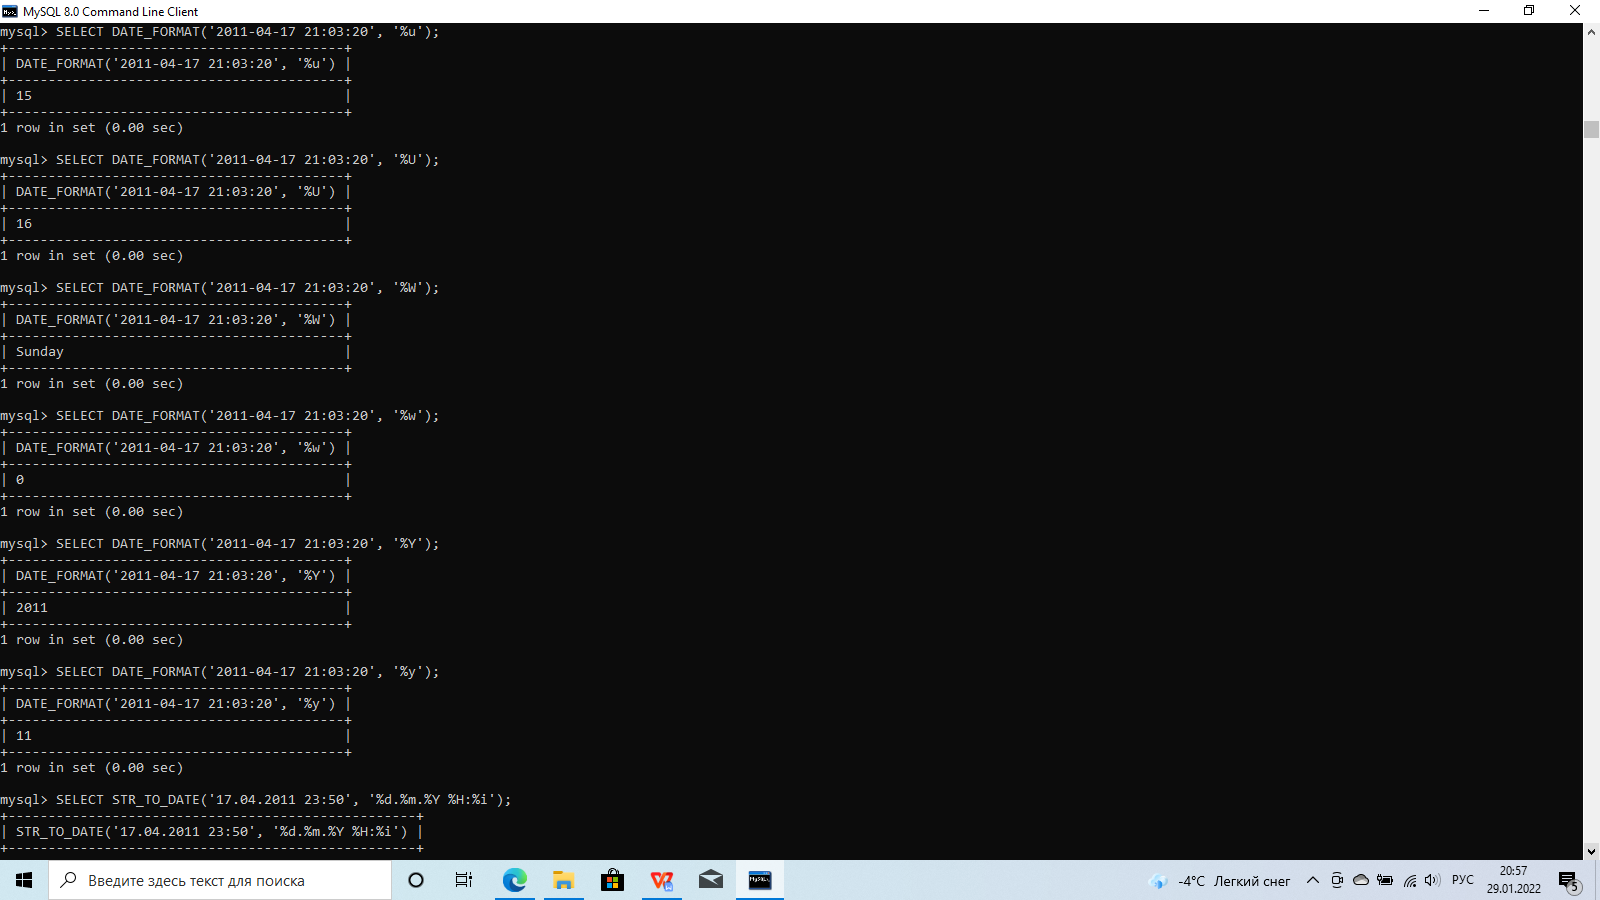 MySQL 8.0 Command Line Client
mysql> SELECT DATE_FORMAT('2011-04-17 21:03:20', '%u');
+------------------------------------------+
| DATE_FORMAT('2011-04-17 21:03:20', '%u') |
+------------------------------------------+
| 15                                       |
+------------------------------------------+
1 row in set (0.00 sec)
mysql> SELECT DATE_FORMAT('2011-04-17 21:03:20', '%U');
+------------------------------------------+
| DATE_FORMAT('2011-04-17 21:03:20', '%U') |
+------------------------------------------+
| 16                                       |
+------------------------------------------+
1 row in set (0.00 sec)
mysql> SELECT DATE_FORMAT('2011-04-17 21:03:20', '%W');
+------------------------------------------+
| DATE_FORMAT('2011-04-17 21:03:20', '%W') |
+------------------------------------------+
| Sunday                                   |
+------------------------------------------+
1 row in set (0.00 sec)
mysql> SELECT DATE_FORMAT('2011-04-17 21:03:20', '%w');
+------------------------------------------+
| DATE_FORMAT('2011-04-17 21:03:20', '%w') |
+------------------------------------------+
| 0                                        |
+------------------------------------------+
1 row in set (0.00 sec)
mysql> SELECT DATE_FORMAT('2011-04-17 21:03:20', '%Y');
+------------------------------------------+
| DATE_FORMAT('2011-04-17 21:03:20', '%Y') |
+------------------------------------------+
| 2011                                     |
+------------------------------------------+
1 row in set (0.00 sec)
mysql> SELECT DATE_FORMAT('2011-04-17 21:03:20', '%y');
+------------------------------------------+
| DATE_FORMAT('2011-04-17 21:03:20', '%y') |
+------------------------------------------+
| 11                                       |
+------------------------------------------+
1 row in set (0.00 sec)
mysql> SELECT STR_TO_DATE('17.04.2011 23:50', '%d.%m.%Y %H:%i');
+---------------------------------------------------+
| STR_TO_DATE('17.04.2011 23:50', '%d.%m.%Y %H:%i') |
+---------------------------------------------------+
Введите здесь текст для поиска
MySQL
-4°C Легкий снег
РУС
20:57
29.01.2022
5